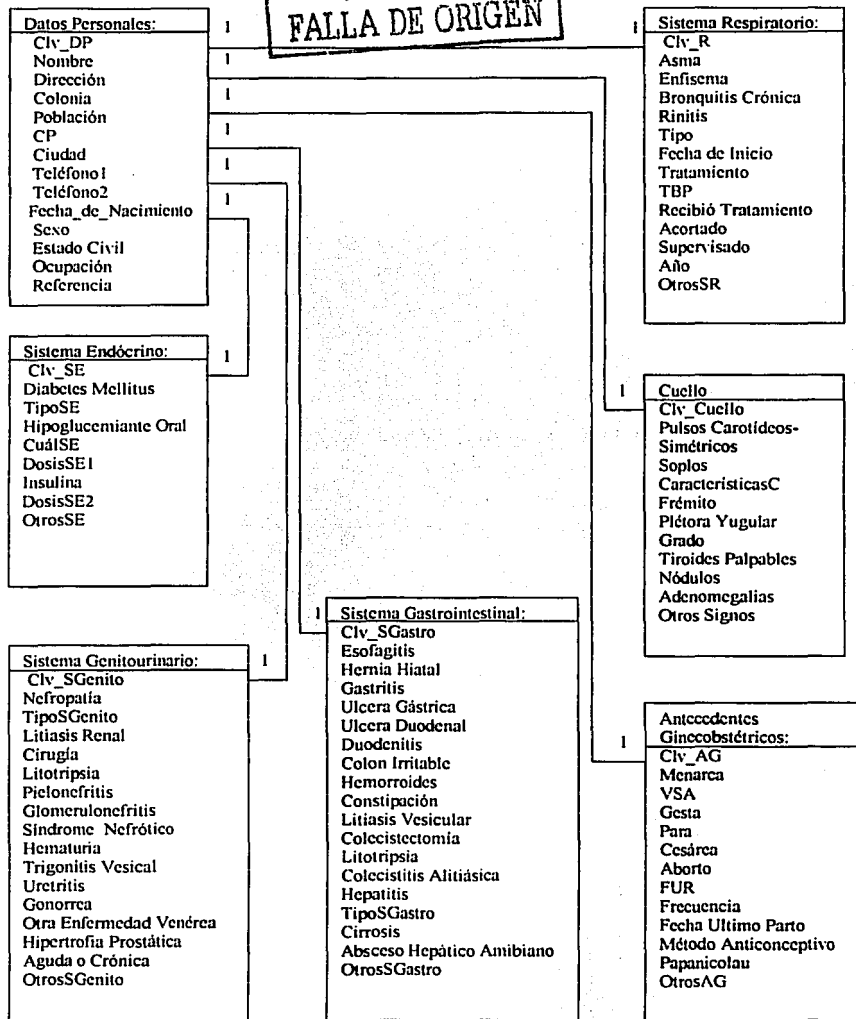 FALLA DE ORIGEN
Datos Personales:
Clv_DP
Nombre
Dirección
Colonia
Población
CP
Ciudad
Teléfono1
Teléfono2
Fecha_de_Nacimiento
Sexo
Estado Civil
Ocupación
Referencia
1
1
1
1
1
1
1
Sistema Respiratorio:
Clv_R
Asma
Enfisema
Bronquitis Crónica
Rinitis
Tipo
Fecha de Inicio
Tratamiento
TBP
Recibió Tratamiento
Acortado
Supervisado
Año
OtrosSR
Sistema Endócrino:
1
Clv_SE
Diabetes Mellitus
TipoSE
Hipoglucemiante Oral
CuálSE
DosisSE1
Insulina
DosisSE2
OtrosSE
1
Cuello
Clv_Cuello
Pulsos Carotídeos-
Simétricos
Soplos
CaracterísticasC
Frémito
Plétora Yugular
Grado
Tiroides Palpables
Nódulos
Adenomegalias
Otros Signos
1
Sistema Gastrointestinal:
Clv_SGastro
Esofagitis
Hernia Hiatal
Gastritis
Ulcera Gástrica
Ulcera Duodenal
Duodenitis
Colon Irritable
Hemorroides
Constipación
Litiasis Vesicular
Colecistectomía
Litotripsia
Colecistitis Alitiásica
Hepatitis
TipoSGastro
Cirrosis
Absceso Hepático Amibiano
OtrosSGastro
Sistema Genitourinario:
1
Clv_SGenito
Nefropatía
TipoSGenito
Litiasis Renal
Cirugía
Litotripsia
Pielonefritis
Glomerulonefritis
Síndrome Nefrótico
Hematuria
Trigonitis Vesical
Uretritis
Gonorrea
Otra Enfermedad Venérea
Hipertrofia Prostática
Aguda o Crónica
OtrosSGenito
1
Antecedentes
Ginecobstétricos:
Clv_AG
Menarca
VSA
Gesta
Para
Cesárea
Aborto
FUR
Frecuencia
Fecha Ultimo Parto
Método Anticonceptivo
Papanicolau
OtrosAG